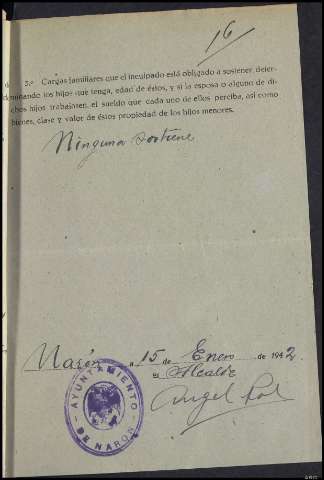 16
3.º Cargas familiares que el inculpado está obligado a sostener deter-
minando los hijos que tenga, edad de éstos, y si la esposa o alguno de di-
chos hijos trabajasen, el sueldo que cada uno de ellos perciba, así como
bienes, clase y valor de éstos propiedad de los hijos menores.
Ninguna sostiene
Narón a 15 de Enero de 1942.
El Alcalde
Angel
AYUNTAMIENTO
DE NARÓN